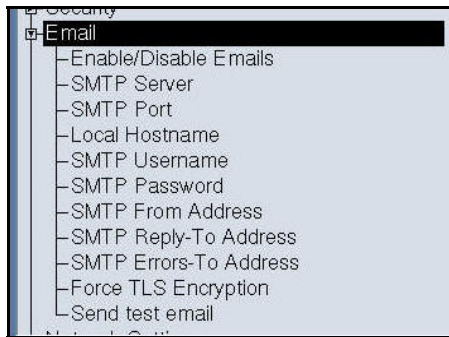 Security
Email
Enable/Disable Emails
SMTP Server
SMTP Port
Local Hostname
SMTP Username
SMTP Password
SMTP From Address
SMTP Reply-To Address
SMTP Errors-To Address
Force TLS Encryption
Send test email